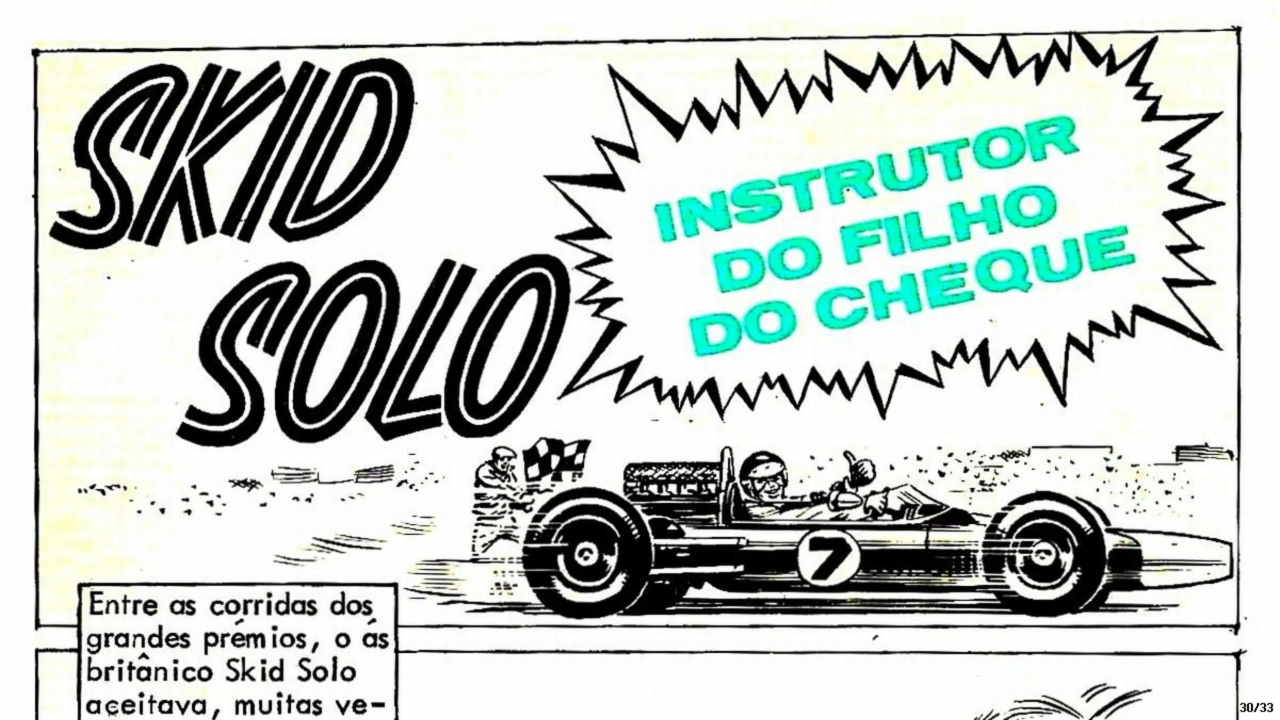 SKID
SOLO
INSTRUTOR
DO FILHO
DO CHEQUE
7
Entre as corridas dos
grandes prémios, o ás
britânico Skid Solo
aceitava, muitas ve-
30/33